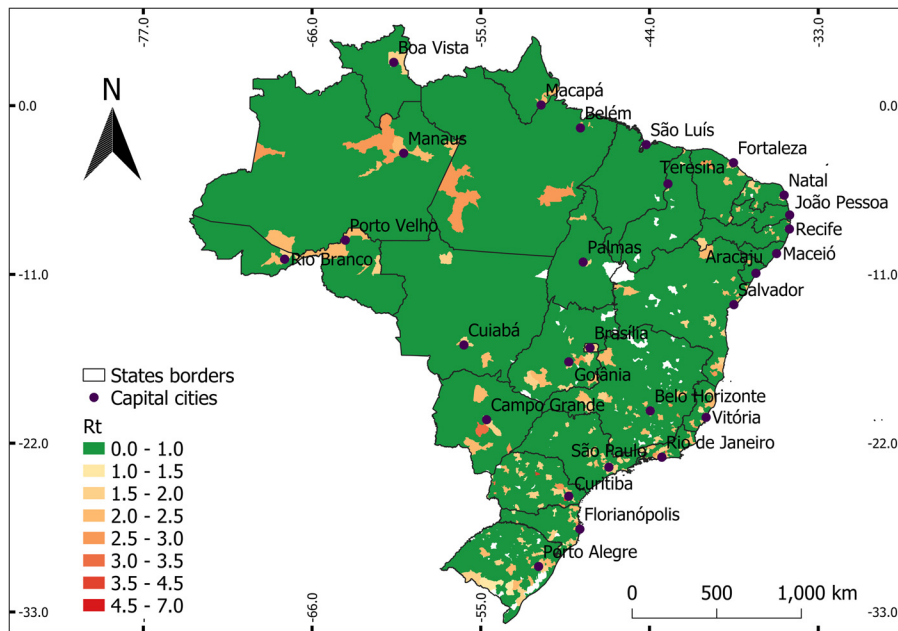 -77.0 -66.0 -55.0 -44.0 -33.0
N
Boa Vista
0.0 Macapá 0.0
Belém
São Luís
Manaus Fortaleza
Teresina
Natal
João Pessoa
Porto Velho Recife
Rio Branco Palmas Aracaju Maceió
-11.0 -11.0
Salvador
Cuiabá Brasília
States borders Goiânia
Capital cities Campo Grande Belo Horizonte
Vitória
Rt
-22.0 0.0 - 1.0 São Paulo Rio de Janeiro -22.0
1.0 - 1.5
1.5 - 2.0 Curitiba
2.0 - 2.5 Florianópolis
2.5 - 3.0
3.0 - 3.5 Porto Alegre
3.5 - 4.5 0 500 1,000 km
4.5 - 7.0
-33.0 -33.0
-66.0 -55.0
-77.0 -44.0 -33.0